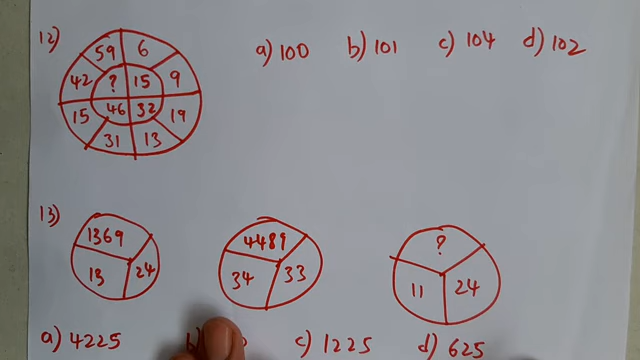 12)
a) 100 b) 101 c) 104 d) 102
59 6
42 ? 15 9
15 46 32 19
31 13
13)
1369 4489 ?
13 24 34 33 11 24
a) 4225 c) 1225 d) 625